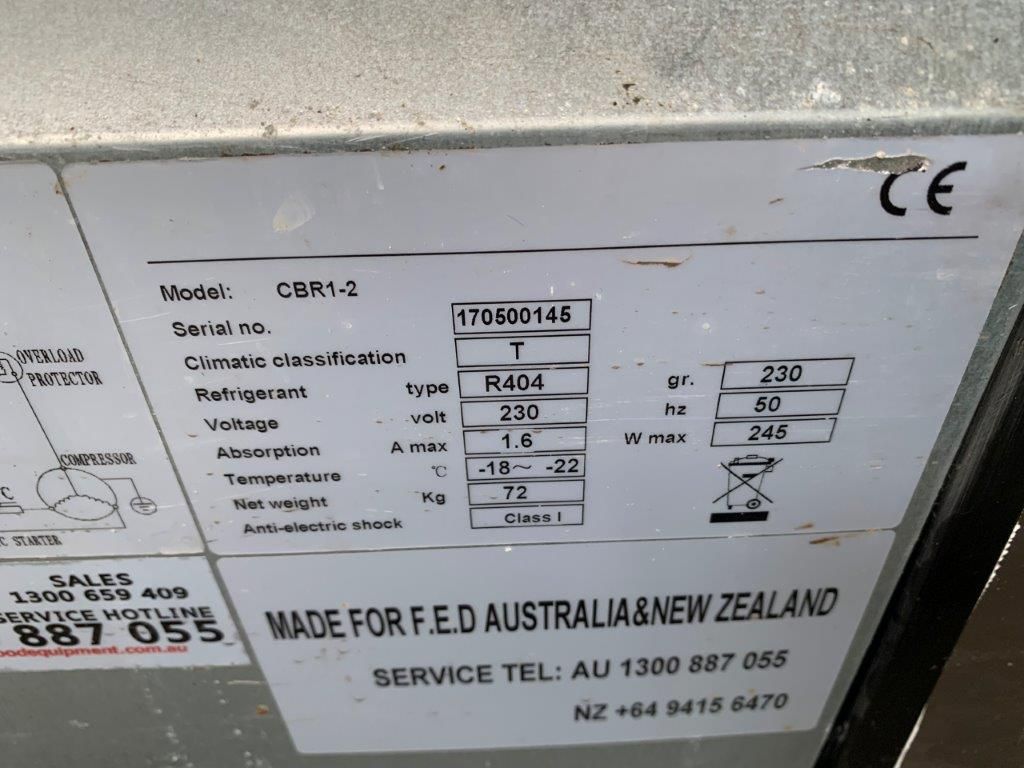 CE
Model: CBR1-2
Serial no. 170500145
Climatic classification T
Refrigerant type R404 gr. 230
Voltage volt 230 hz 50
Absorption A max 1.6 W max 245
Temperature ℃ -18~ -22
Net weight Kg 72
Anti-electric shock Class I
OVERLOAD
PROTECTOR
COMPRESSOR
STARTER
SALES
1300 659 409
SERVICE HOTLINE
887 055
oodequipment.com.au
MADE FOR F.E.D AUSTRALIA&NEW ZEALAND
SERVICE TEL: AU 1300 887 055
NZ +64 9415 6470